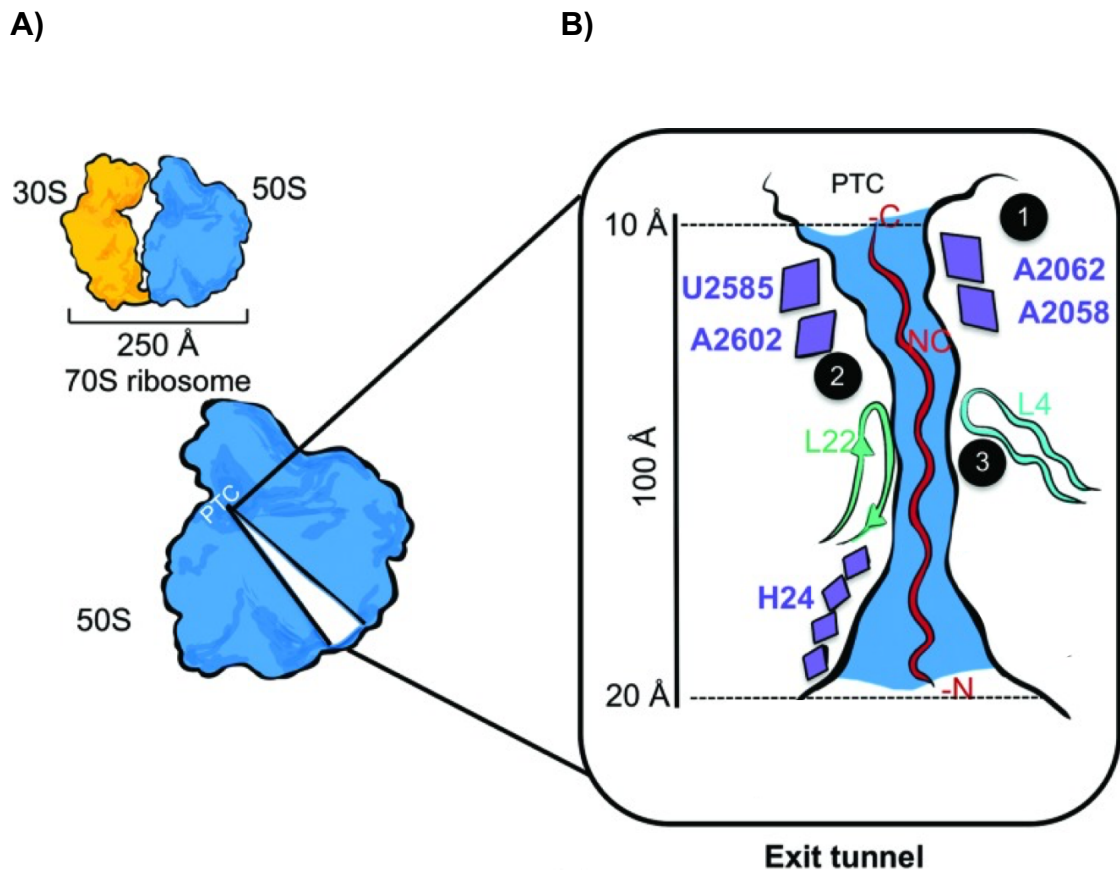 A)
B)
30S
50S
250 Å
70S ribosome
PTC
50S
PTC
10 Å
-C
1
U2585
A2062
A2602
A2058
NC
2
L22
L4
3
100 Å
H24
20 Å
-N
Exit tunnel